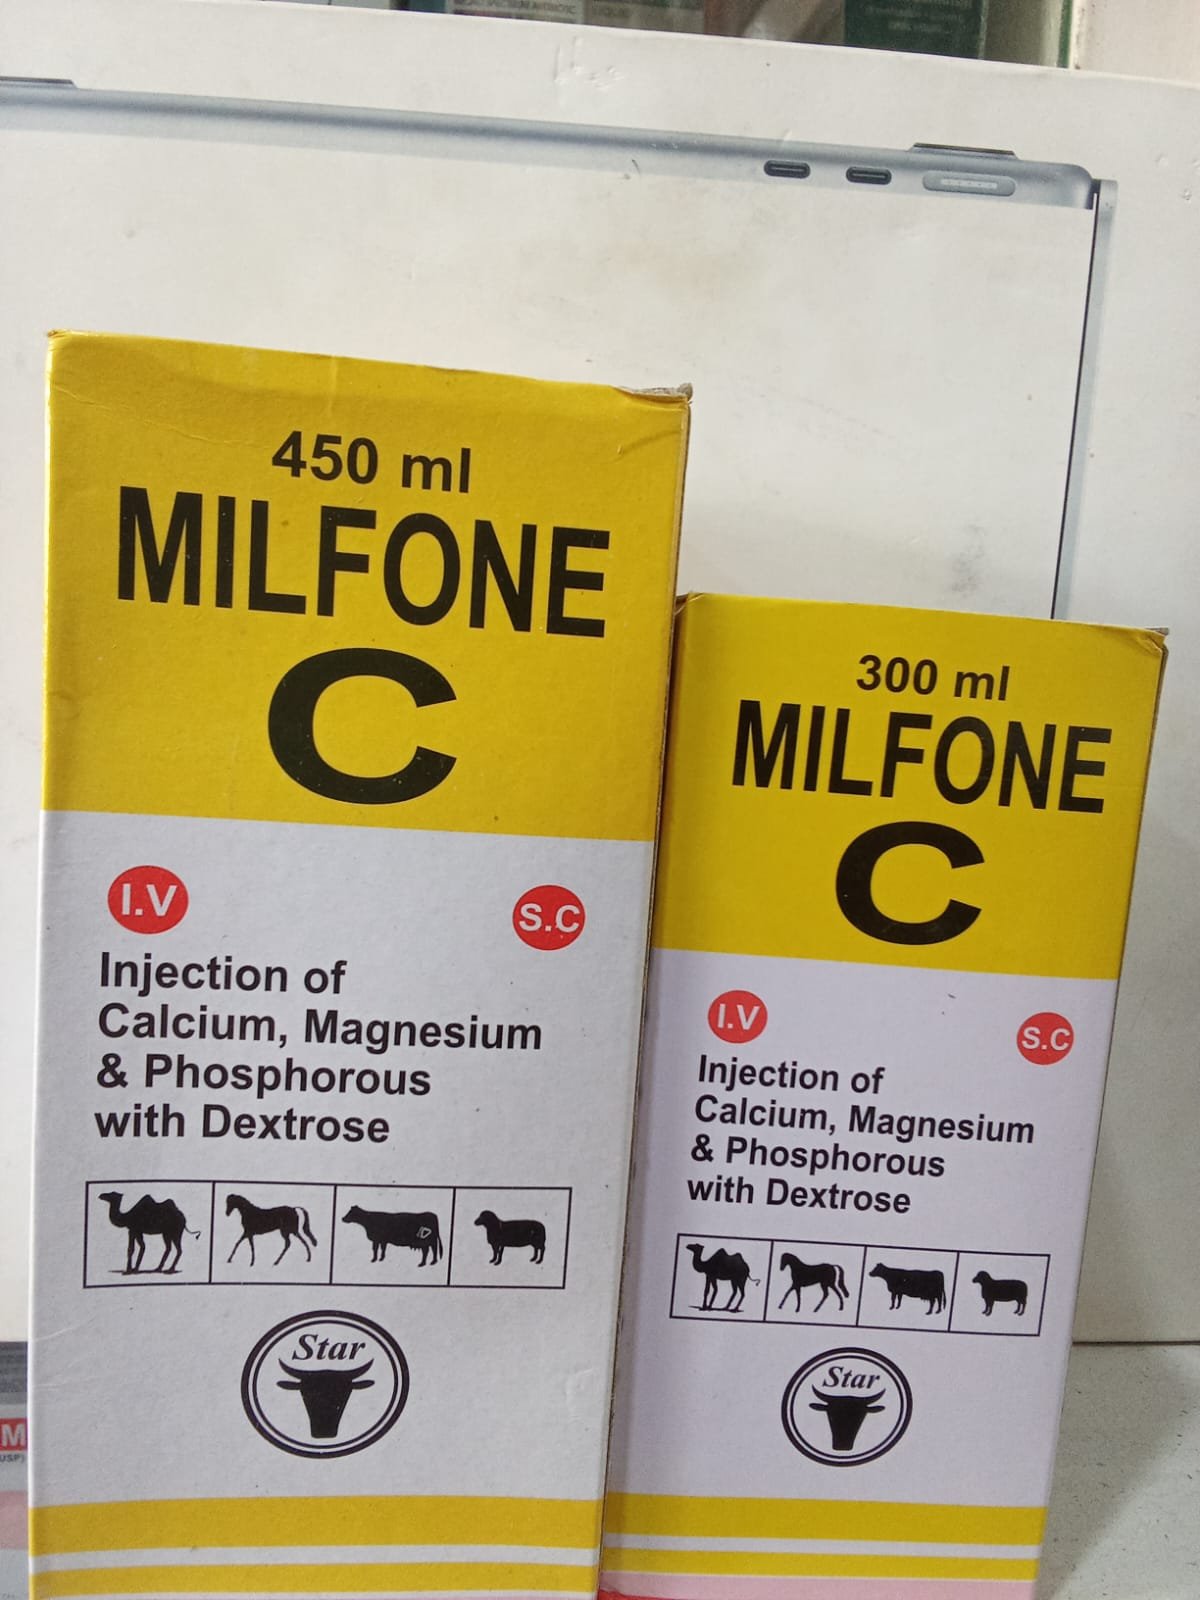 450 ml
MILFONE
C
I.V
S.C
Injection of
Calcium, Magnesium
& Phosphorous
with Dextrose
Star
300 ml
MILFONE
C
I.V
S.C
Injection of
Calcium, Magnesium
& Phosphorous
with Dextrose
Star
M
USP)